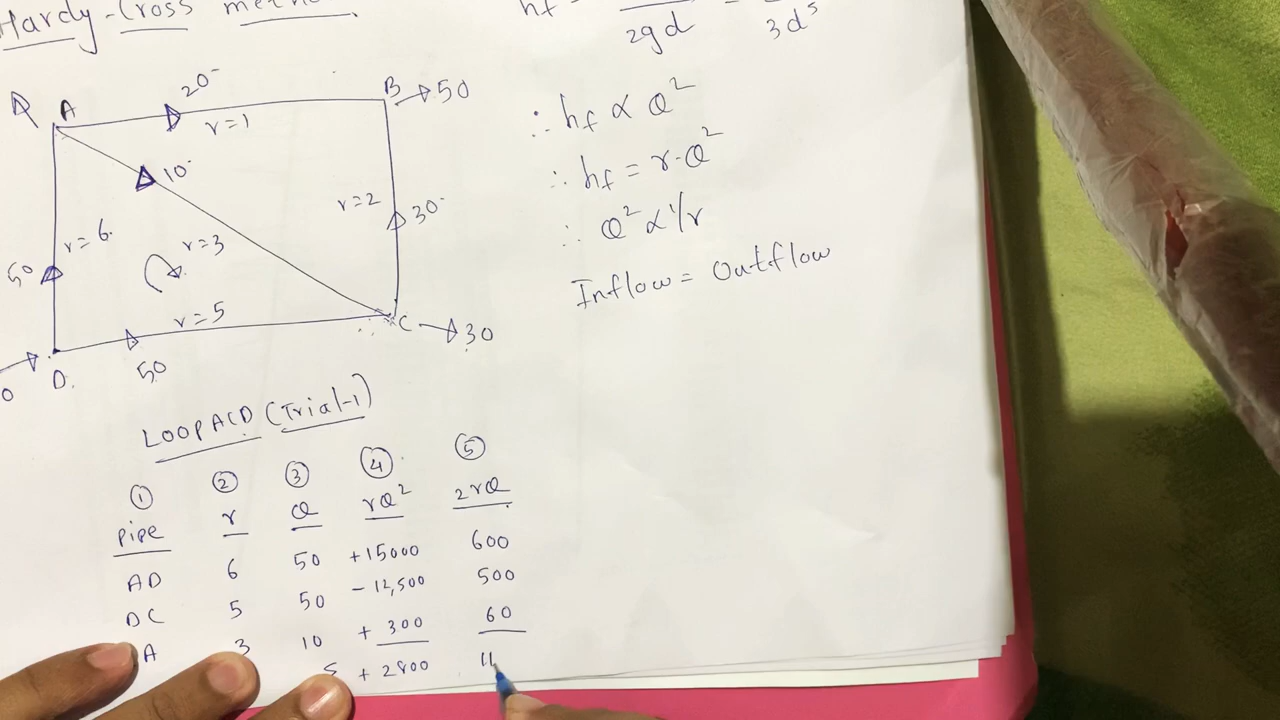 Hardy-Cross
hf =
2gd
=
3d⁵
A
20
r=1
B
50
10
∴ hf ∝ Q²
∴ hf = r·Q²
∴ Q² ∝ 1/r
Inflow = Outflow
r=6
r=3
r=2
30
50
r=5
C
30
D
50
LOOP ACD (Trial-1)
① ② ③ ④ ⑤
Pipe r Q rQ² 2rQ
AD 6 50 +15000 600
DC 5 50 -12,500 500
A 3 10 +300 60
+2800 11